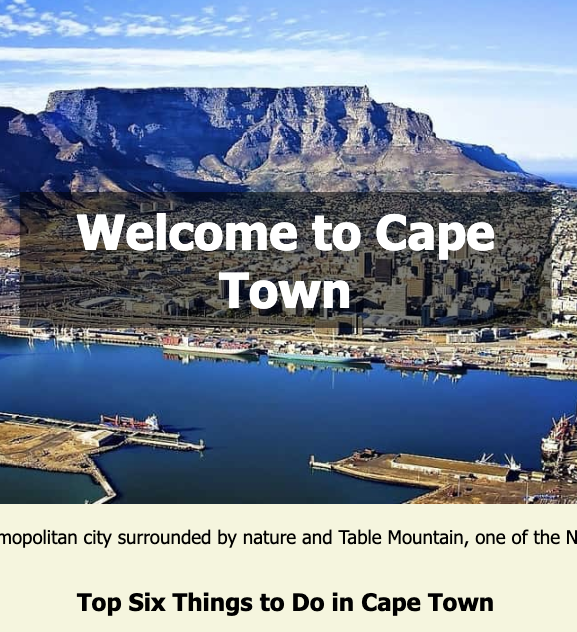 Welcome to Cape
Town
mopolitan city surrounded by nature and Table Mountain, one of the N
Top Six Things to Do in Cape Town